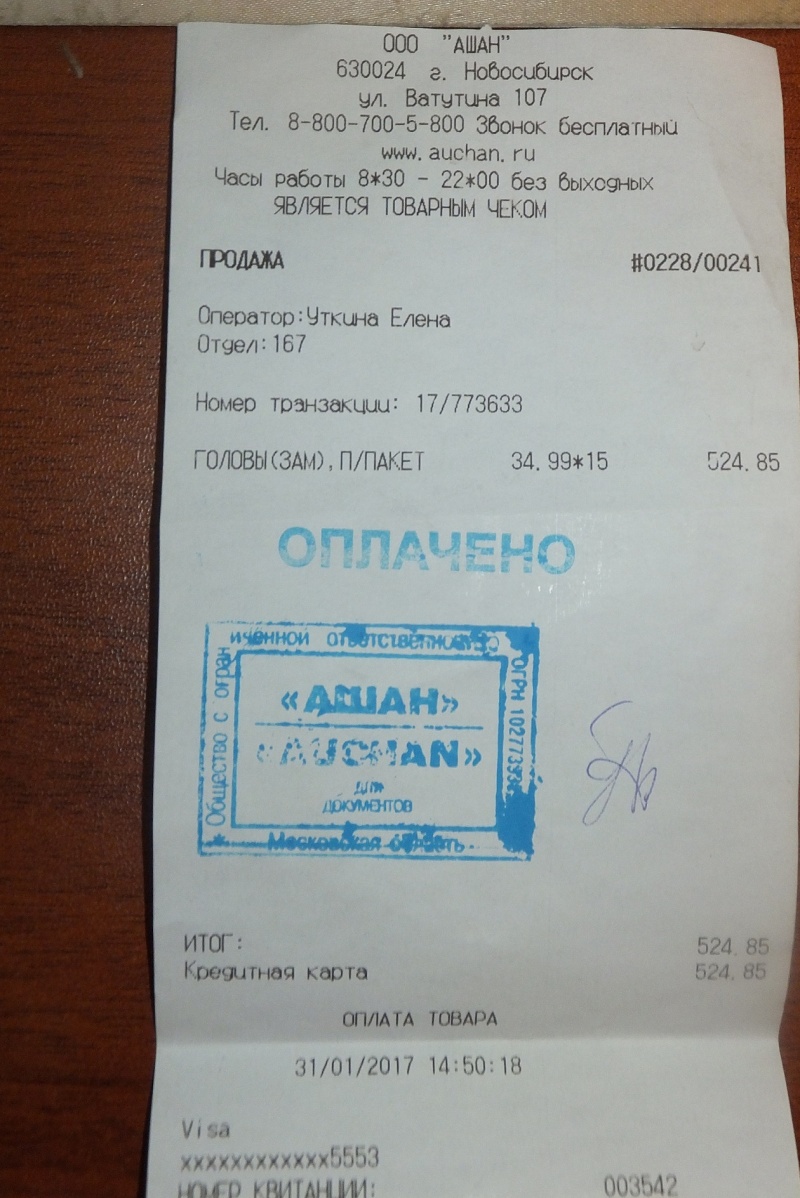 ООО "АШАН"
630024 г. Новосибирск
ул. Ватутина 107
Тел. 8-800-700-5-800 Звонок бесплатный
www.auchan.ru
Часы работы 8*30 - 22*00 без выходных
ЯВЛЯЕТСЯ ТОВАРНЫМ ЧЕКОМ
ПРОДАЖА #0228/00241
Оператор:Уткина Елена
Отдел:167
Номер транзакции: 17/773633
ГОЛОВЫ(ЗАМ),П/ПАКЕТ 34.99*15 524.85
ОПЛАЧЕНО
Общество с огран
иченной ответственностью
ОГРН 102773
«АШАН»
«AUCHAN»
для
ДОКУМЕНТОВ
* Московская область
ИТОГ: 524.85
Кредитная карта 524.85
ОПЛАТА ТОВАРА
31/01/2017 14:50:18
Visa
xxxxxxxxxxxx5553
НОМЕР КВИТАНЦИИ: 003542